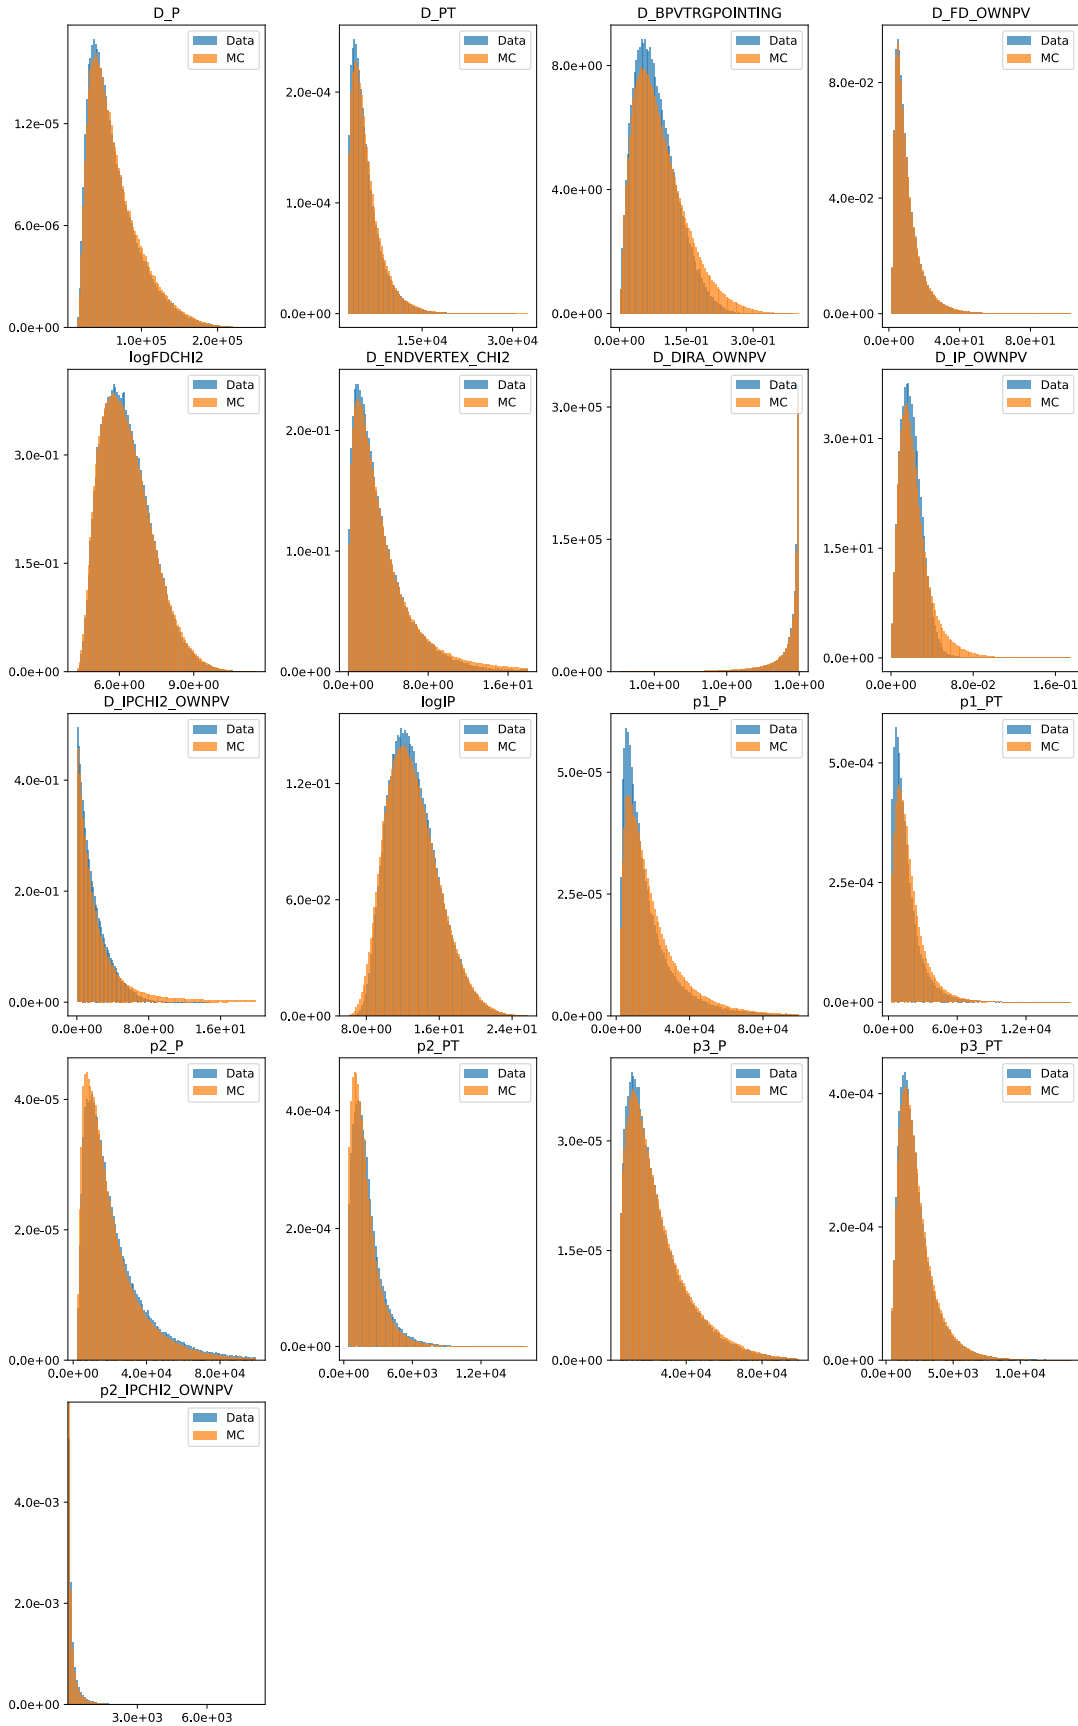 D_P
Data
MC
1.2e-05
6.0e-06
0.0e+00
1.0e+05
2.0e+05
D_PT
Data
MC
2.0e-04
1.0e-04
0.0e+00
1.5e+04
3.0e+04
D_BPVTRGPOINTING
Data
MC
8.0e+00
4.0e+00
0.0e+00
0.0e+00
1.5e-01
3.0e-01
D_FD_OWNPV
Data
MC
8.0e-02
4.0e-02
0.0e+00
0.0e+00
4.0e+01
8.0e+01
logFDCHI2
Data
MC
3.0e-01
1.5e-01
0.0e+00
6.0e+00
9.0e+00
D_ENDVERTEX_CHI2
Data
MC
2.0e-01
1.0e-01
0.0e+00
0.0e+00
8.0e+00
1.6e+01
D_DIRA_OWNPV
Data
MC
3.0e+05
1.5e+05
0.0e+00
1.0e+00
1.0e+00
1.0e+00
D_IP_OWNPV
Data
MC
3.0e+01
1.5e+01
0.0e+00
0.0e+00
8.0e-02
1.6e-01
D_IPCHI2_OWNPV
Data
MC
4.0e-01
2.0e-01
0.0e+00
0.0e+00
8.0e+00
1.6e+01
logIP
Data
MC
1.2e-01
6.0e-02
0.0e+00
6.0e+00
1.8e+01
2.4e+01
p1_P
Data
MC
5.0e-05
2.5e-05
0.0e+00
0.0e+00
4.0e+04
8.0e+04
p1_PT
Data
MC
5.0e-04
2.5e-04
0.0e+00
0.0e+00
6.0e+03
1.2e+04
p2_P
Data
MC
4.0e-05
2.0e-05
0.0e+00
0.0e+00
4.0e+04
8.0e+04
p2_PT
Data
MC
4.0e-04
2.0e-04
0.0e+00
0.0e+00
6.0e+03
1.2e+04
p3_P
Data
MC
3.0e-05
1.5e-05
0.0e+00
4.0e+04
8.0e+04
p3_PT
Data
MC
4.0e-04
2.0e-04
0.0e+00
5.0e+03
1.0e+04
p2_IPCHI2_OWNPV
Data
MC
4.0e-03
2.0e-03
0.0e+00
3.0e+03
6.0e+03